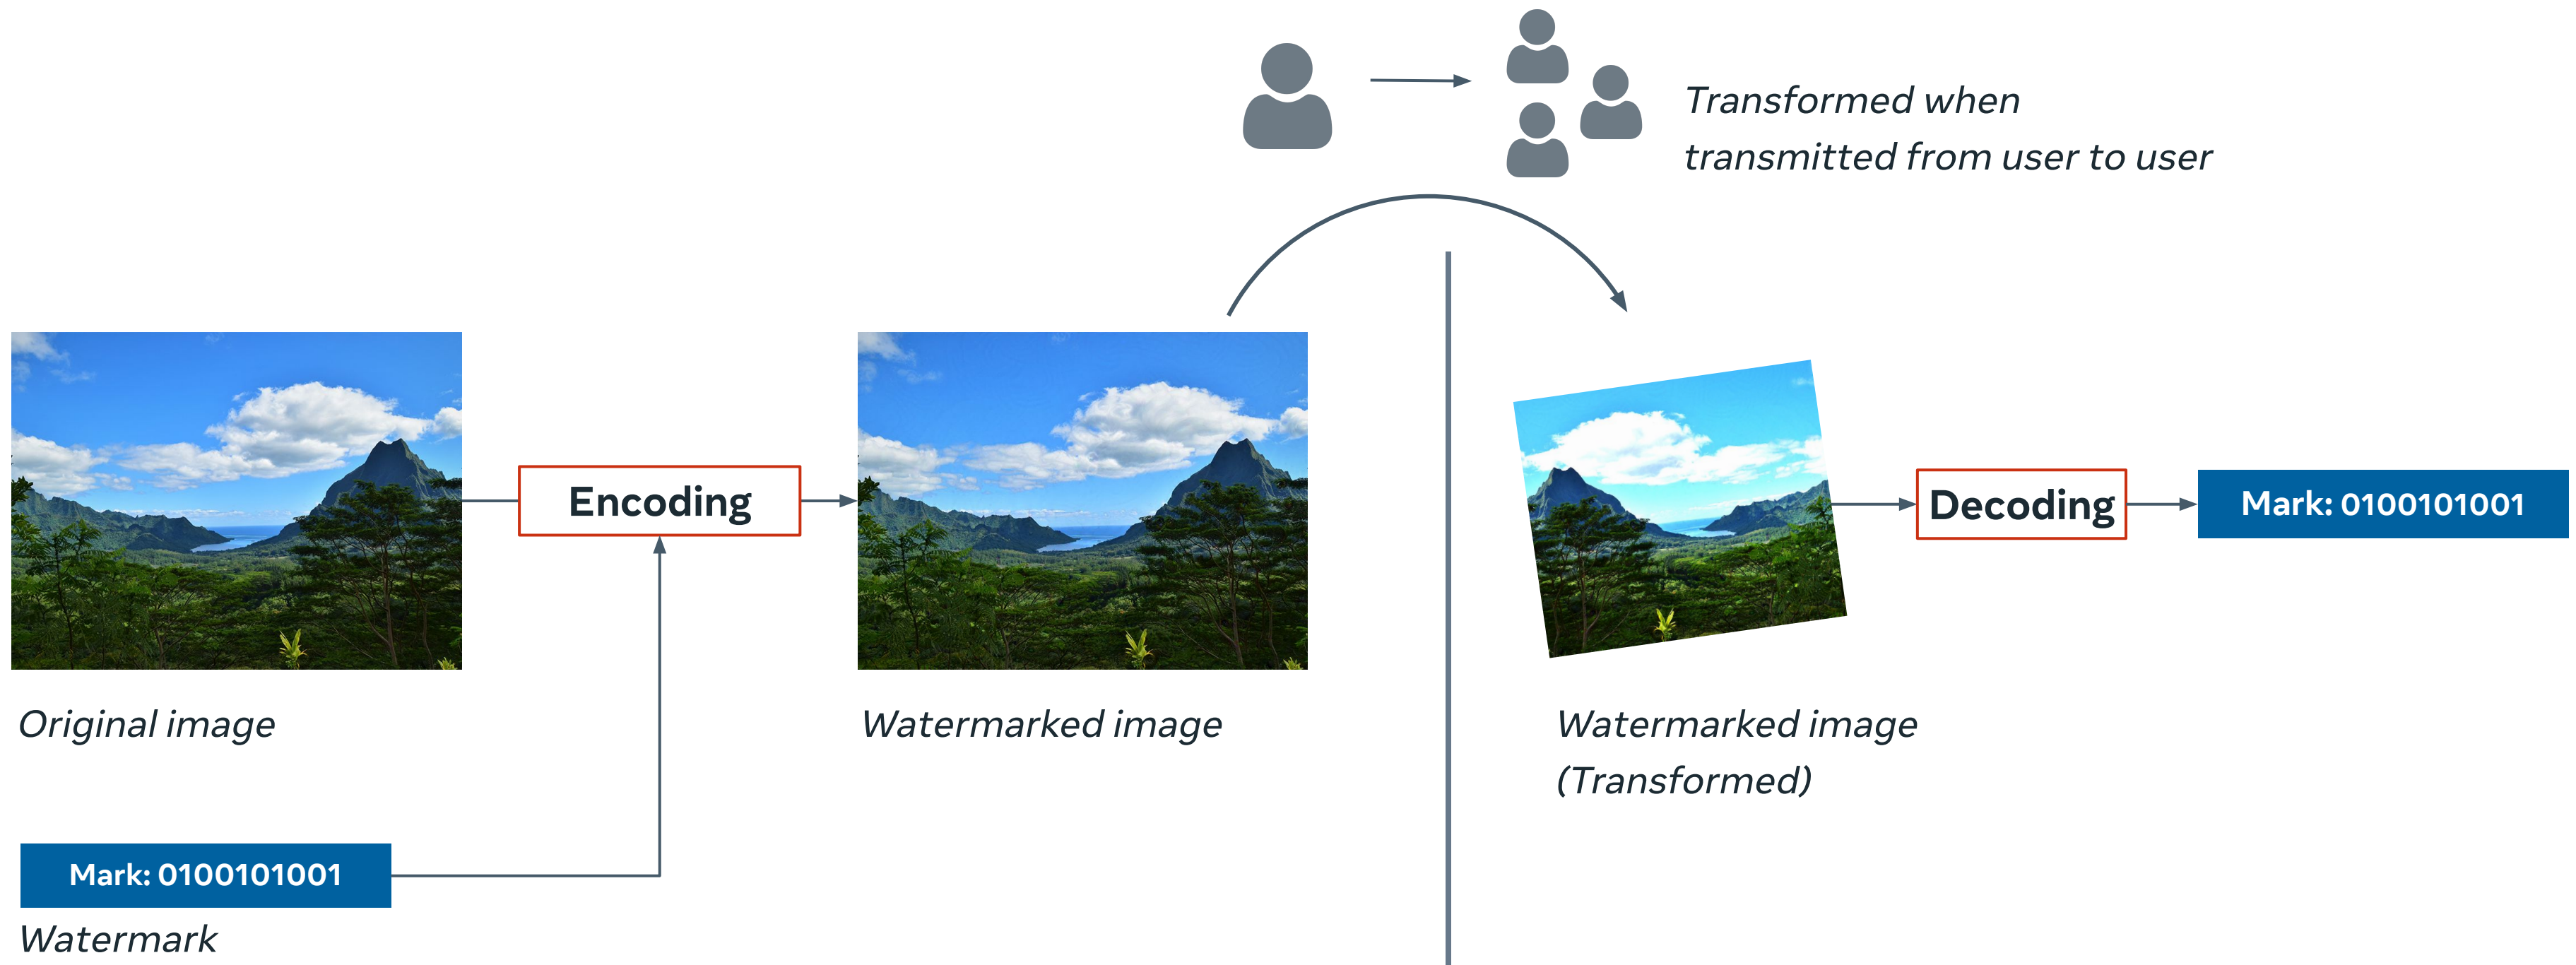 Transformed when
transmitted from user to user
Encoding
Decoding
Mark: 0100101001
Original image
Watermarked image
Watermarked image
(Transformed)
Mark: 0100101001
Watermark